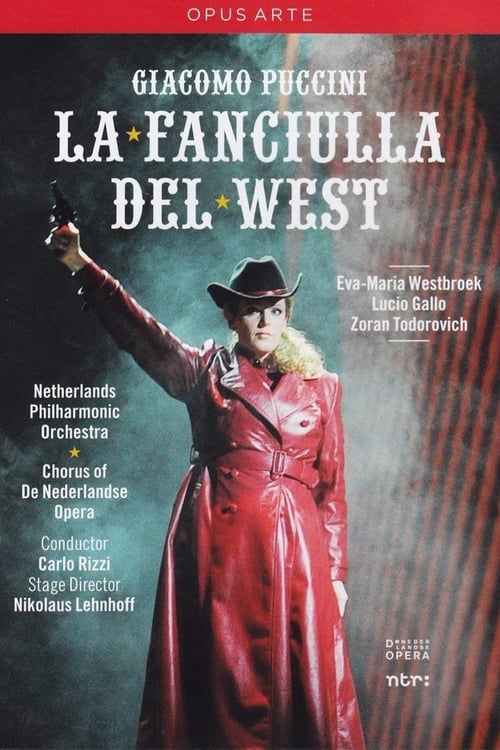 OPUS ARTE
GIACOMO PUCCINI
LA FANCIULLA
DEL WEST
Eva-Maria Westbroek
Lucio Gallo
Zoran Todorovich
Netherlands
Philharmonic
Orchestra
Chorus of
De Nederlandse
Opera
Conductor
Carlo Rizzi
Stage Director
Nikolaus Lehnhoff
DE NEDER
LANDSE
OPERA
ntr: